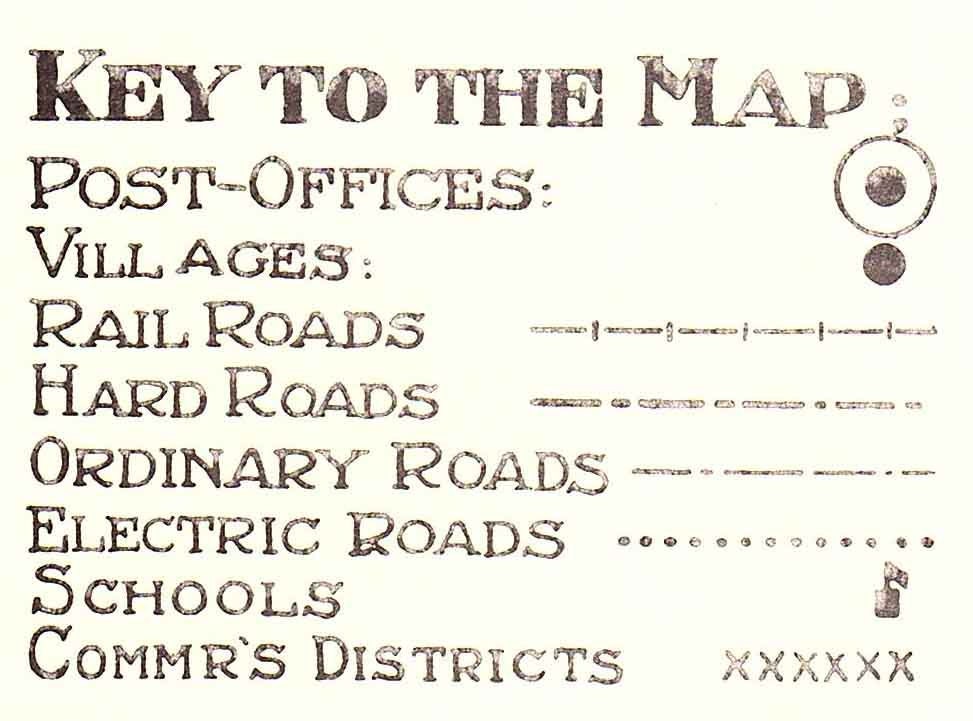 KEY TO THE MAP:
POST-OFFICES:
VILLAGES:
RAIL ROADS
HARD ROADS
ORDINARY ROADS
ELECTRIC ROADS
SCHOOLS
COMMR'S DISTRICTS XXXXXX